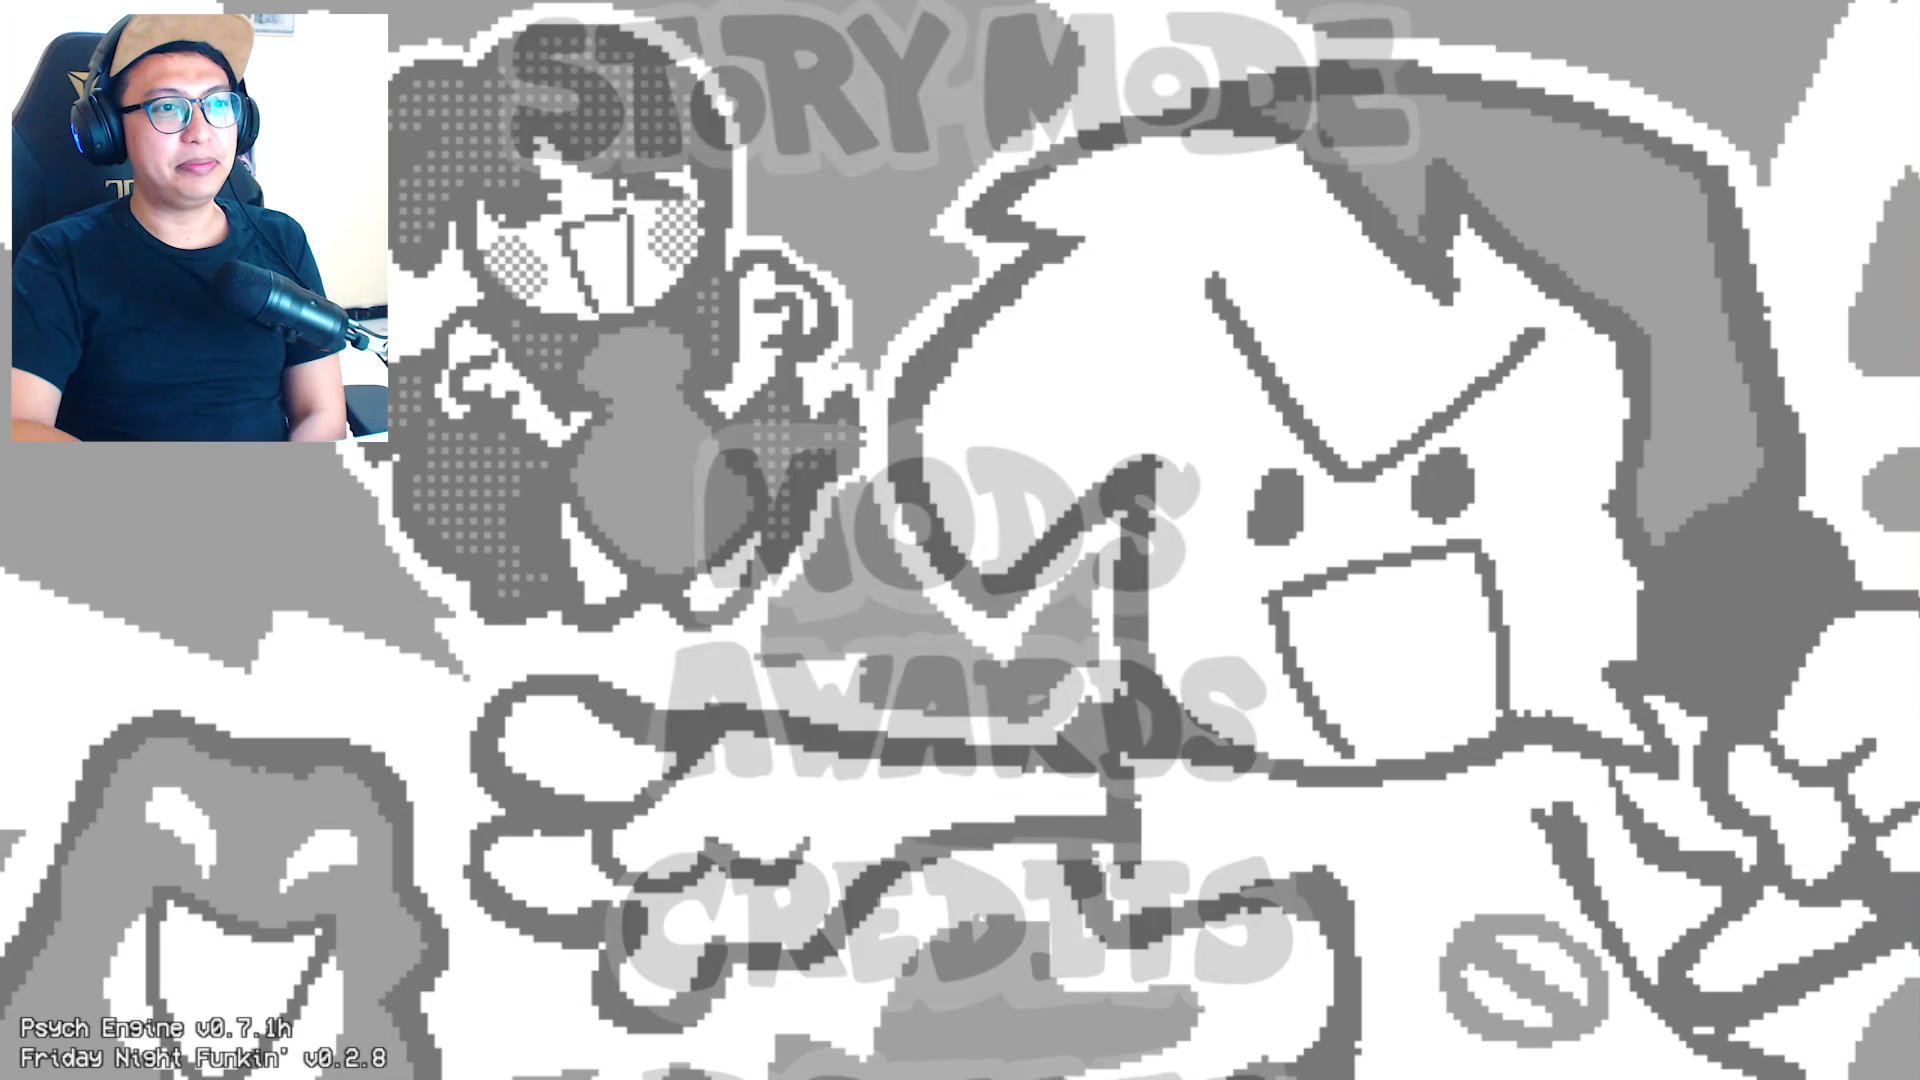 STORY MODE
MODS
AWARDS
CREDITS
Psych Engine v0.7.1h
Friday Night Funkin' v0.2.8